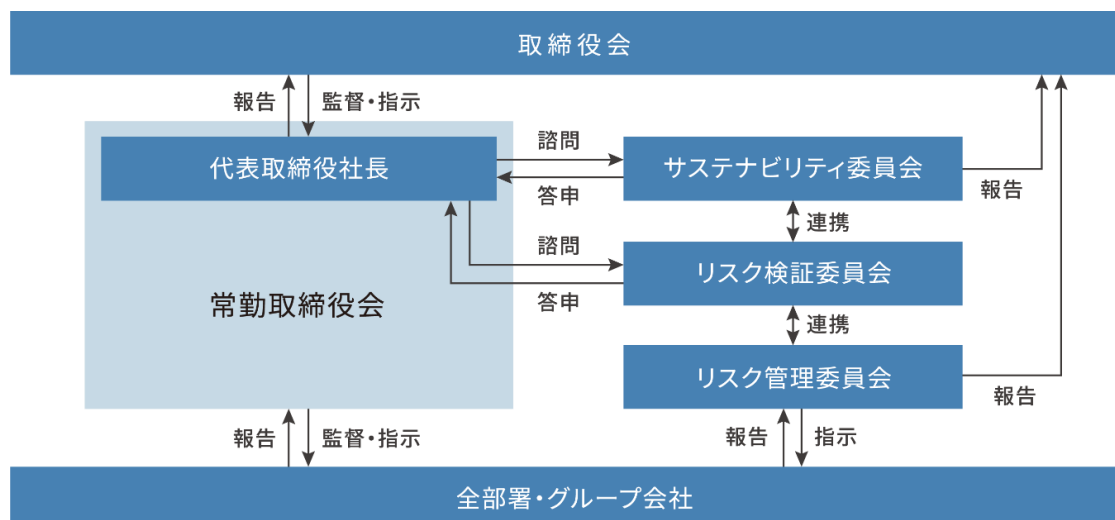 取締役会
報告
監督・指示
代表取締役社長
諮問
答申
サステナビリティ委員会
報告
連携
諮問
答申
リスク検証委員会
常勤取締役会
連携
リスク管理委員会
報告
報告
監督・指示
報告
指示
全部署・グループ会社